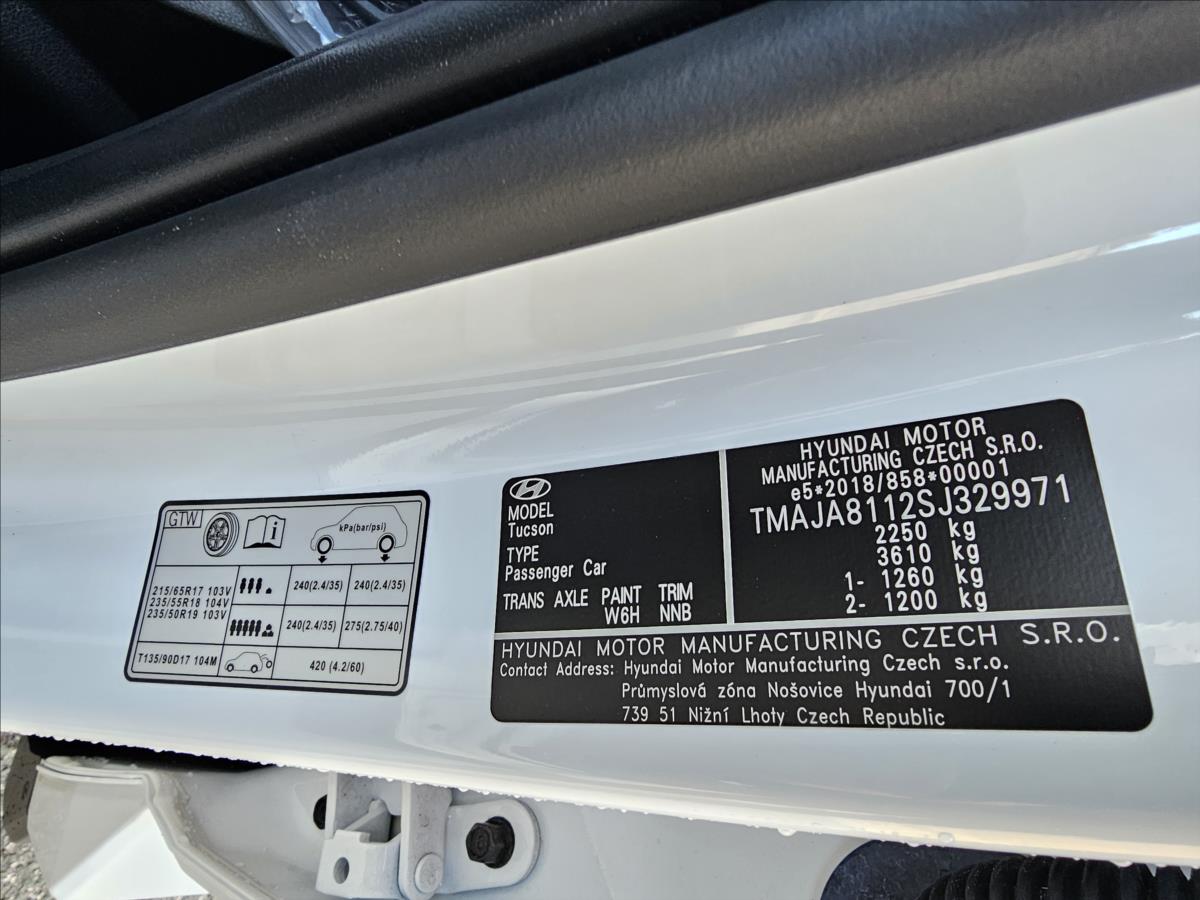 GTW
i
kPa(bar/psi)
215/65R17 103V
235/55R18 104V
235/50R19 103V
240(2.4/35) 240(2.4/35)
240(2.4/35) 275(2.75/40)
T135/90D17 104M
420 (4.2/60)
MODEL
Tucson
TYPE
Passenger Car
TRANS AXLE PAINT TRIM
W6H NNB
HYUNDAI MOTOR
MANUFACTURING CZECH S.R.O.
e5*2018/858*00001
TMAJA8112SJ329971
2250 kg
3610 kg
1- 1260 kg
2- 1200 kg
HYUNDAI MOTOR MANUFACTURING CZECH S.R.O.
Contact Address: Hyundai Motor Manufacturing Czech s.r.o.
Průmyslová zóna Nošovice Hyundai 700/1
739 51 Nižní Lhoty Czech Republic